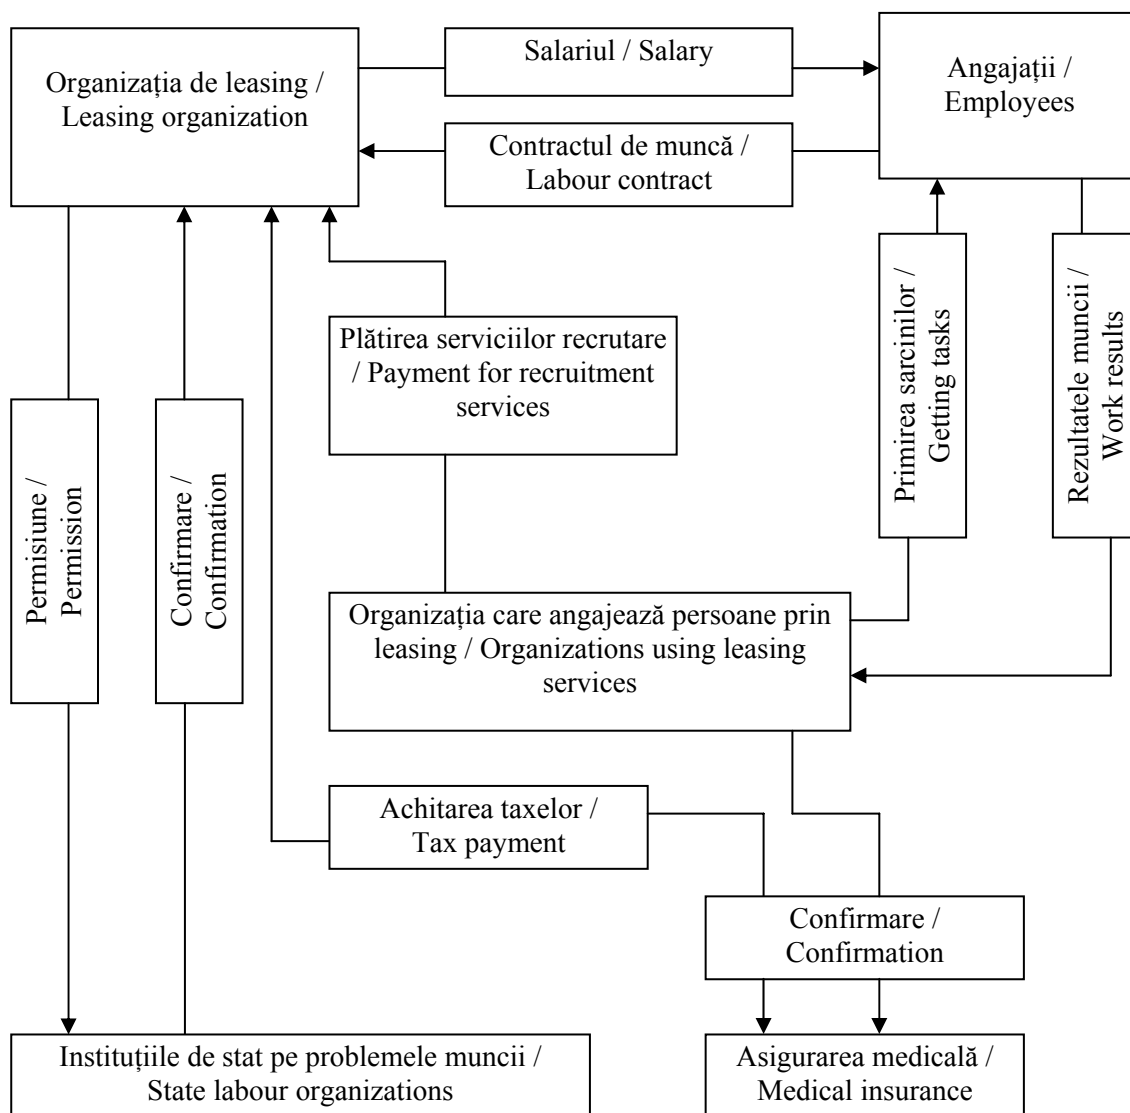 Organizația de leasing /
Leasing organization
Salariul / Salary
Angajații /
Employees
Contractul de muncă /
Labour contract
Plătirea serviciilor recrutare
/ Payment for recruitment
services
Primirea sarcinilor /
Getting tasks
Rezultatele muncii /
Work results
Permisiune /
Permission
Confirmare /
Confirmation
Organizația care angajează persoane prin
leasing / Organizations using leasing
services
Achitarea taxelor /
Tax payment
Confirmare /
Confirmation
Instituțiile de stat pe problemele muncii /
State labour organizations
Asigurarea medicală /
Medical insurance